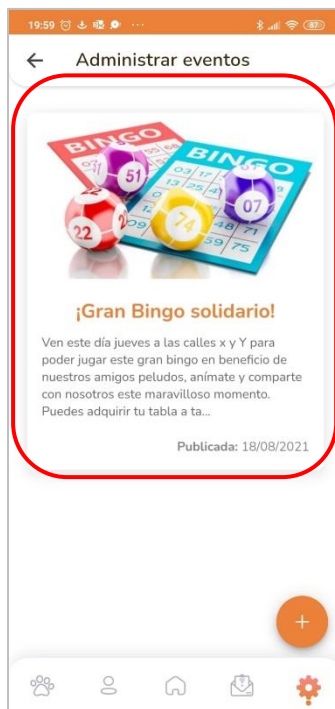 19:59
87
Administrar eventos
BINGO
BINGO
51
22
74
07
¡Gran Bingo solidario!
Ven este día jueves a las calles x y Y para
poder jugar este gran bingo en beneficio de
nuestros amigos peludos, anímate y comparte
con nosotros este maravilloso momento.
Puedes adquirir tu tabla a ta...
Publicada: 18/08/2021